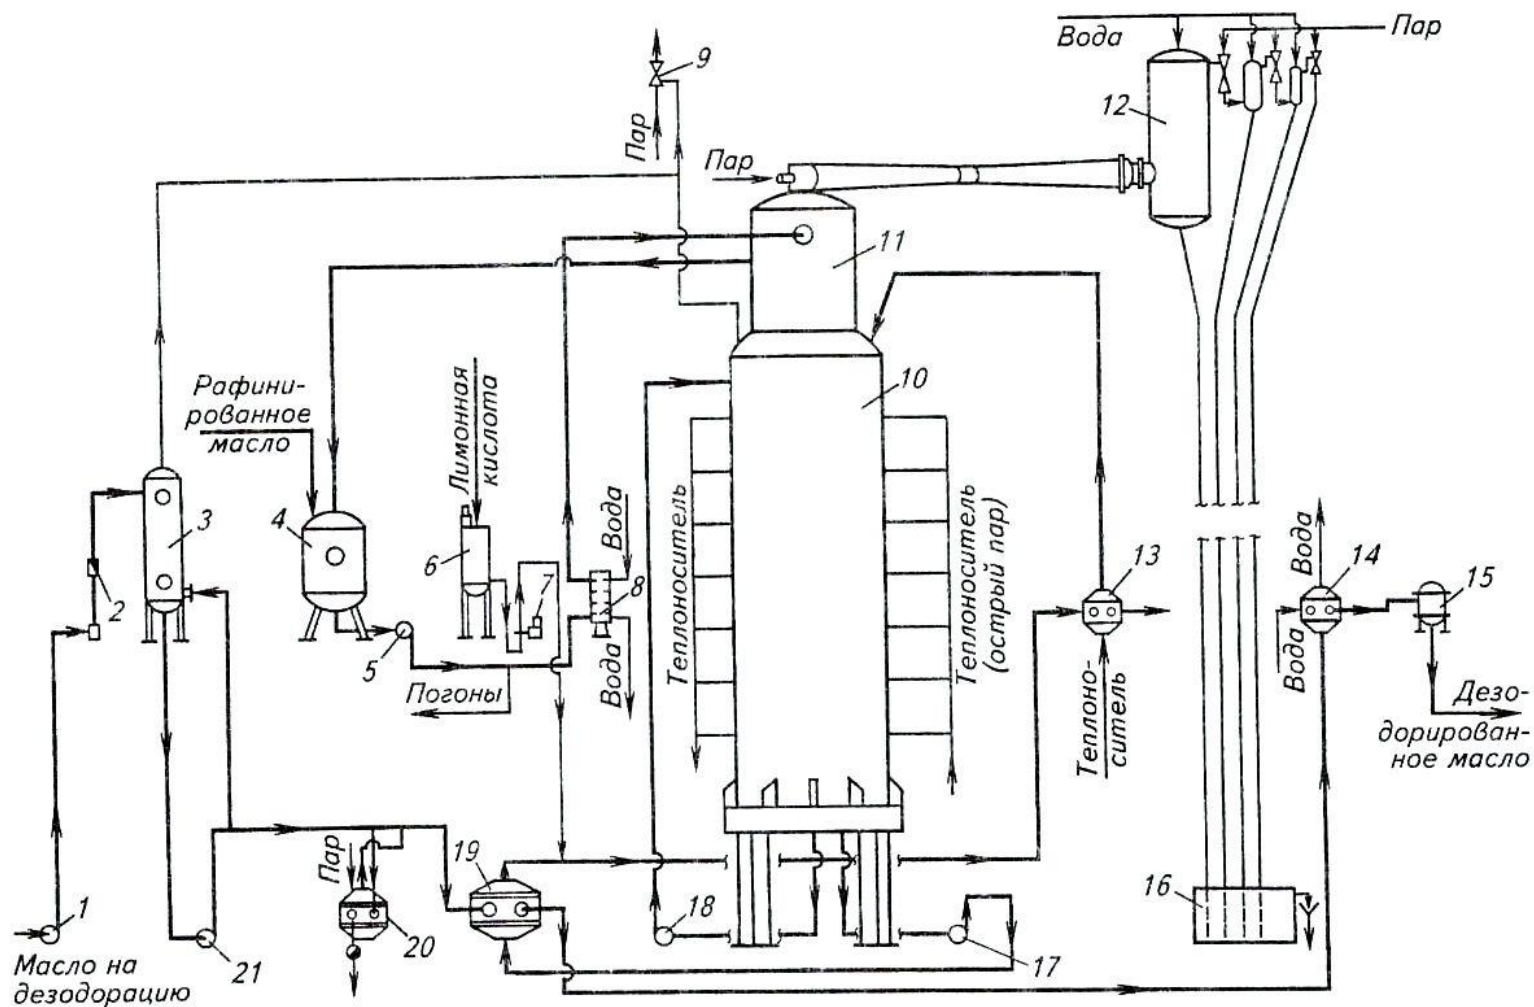 Вода
Пар
9
12
Пар
Пар
11
Рафини-
рованное
масло
Лимонная
кислота
10
3
4
6
7
Вода
8
Теплоноситель
Теплоноситель
(острый пар)
13
Вода
14
15
2
5
Погоны
Вода
Теплоно-
ситель
Вода
Дезо-
дорирован-
ное масло
1
Пар
19
20
21
18
17
16
Масло на
дезодорацию